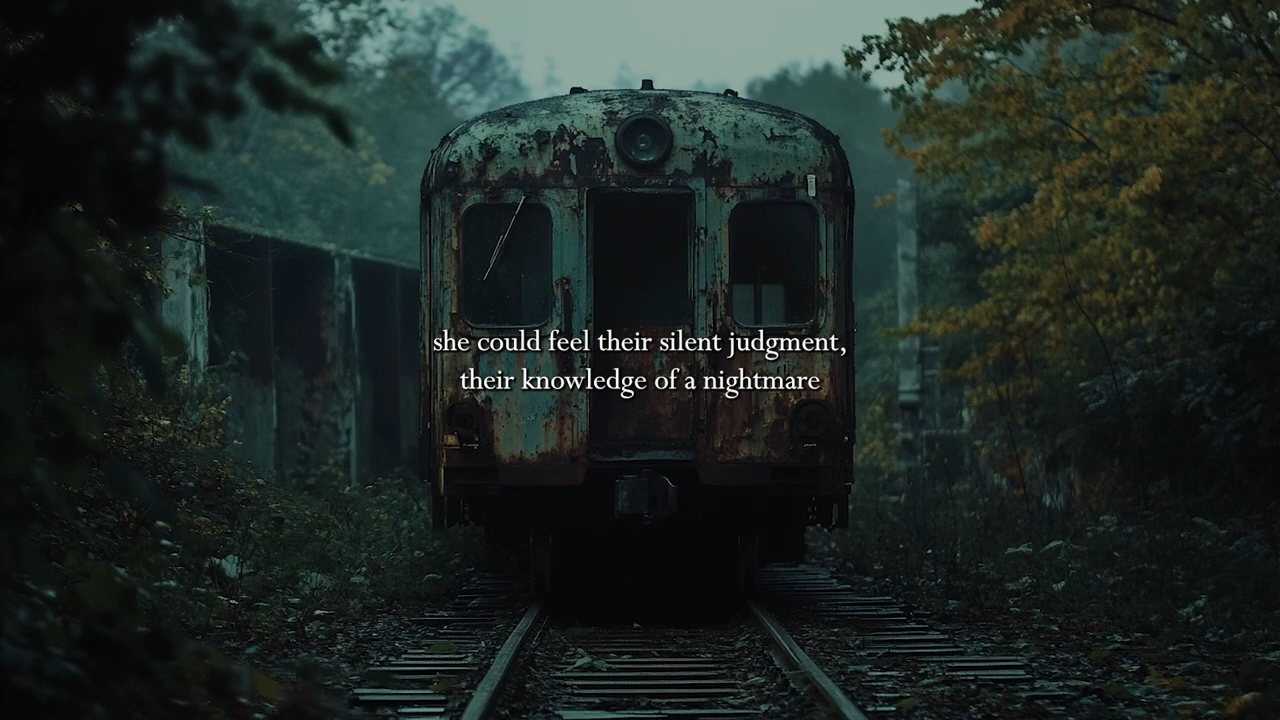 she could feel their silent judgment,
their knowledge of a nightmare